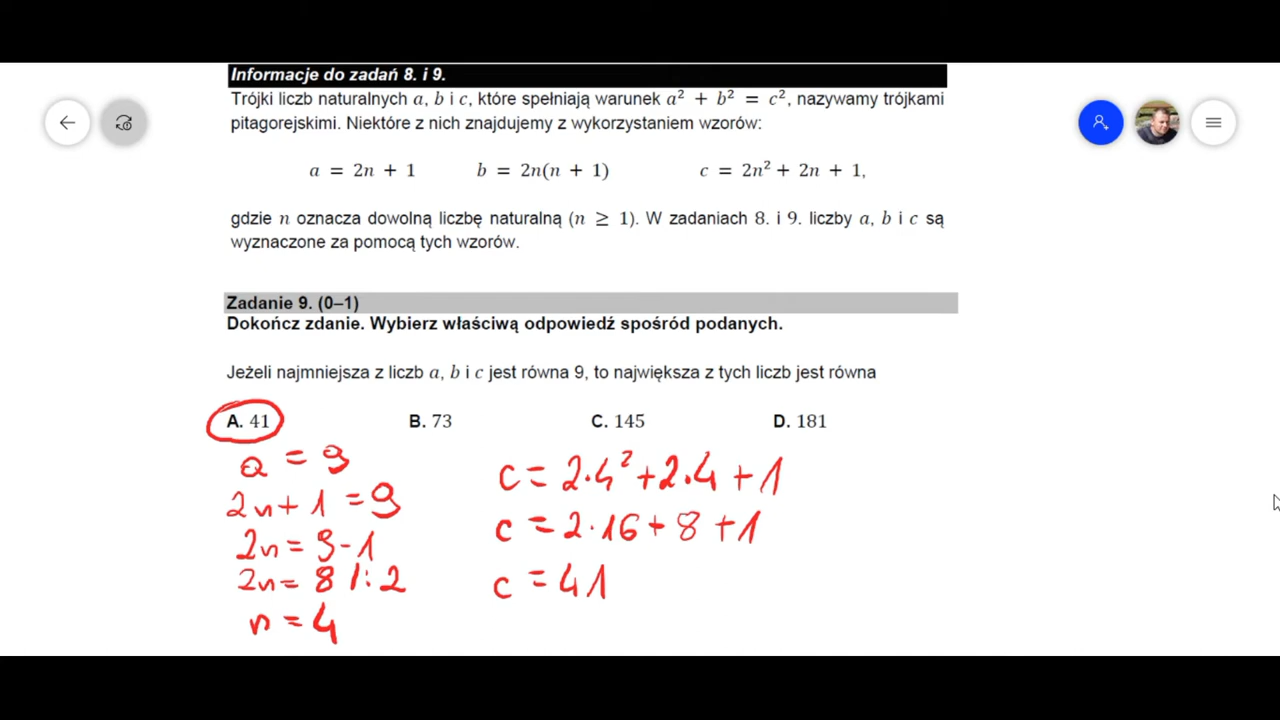 Informacje do zadań 8. i 9.
Trójki liczb naturalnych a, b i c, które spełniają warunek a² + b² = c², nazywamy trójkami
pitagorejskimi. Niektóre z nich znajdujemy z wykorzystaniem wzorów:
a = 2n + 1 b = 2n(n + 1) c = 2n² + 2n + 1,
gdzie n oznacza dowolną liczbę naturalną (n ≥ 1). W zadaniach 8. i 9. liczby a, b i c są
wyznaczone za pomocą tych wzorów.
Zadanie 9. (0–1)
Dokończ zdanie. Wybierz właściwą odpowiedź spośród podanych.
Jeżeli najmniejsza z liczb a, b i c jest równa 9, to największa z tych liczb jest równa
A. 41 B. 73 C. 145 D. 181
a = 9
2n + 1 = 9
2n = 9 - 1
2n = 8 /: 2
n = 4
c = 2·4² + 2·4 + 1
c = 2·16 + 8 + 1
c = 41